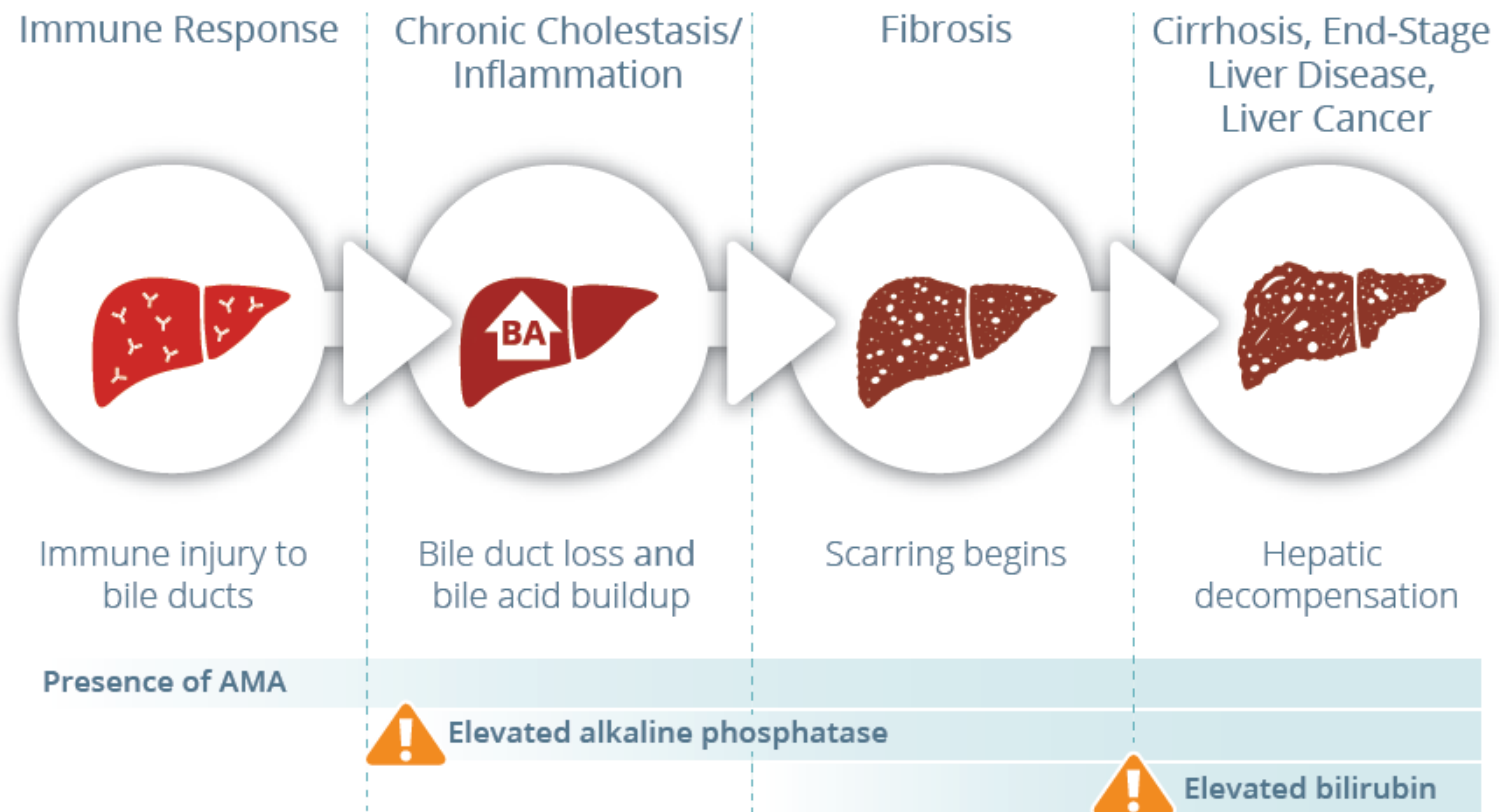 Immune Response
Chronic Cholestasis/
Inflammation
Fibrosis
Cirrhosis, End-Stage
Liver Disease,
Liver Cancer
BA
Immune injury to
bile ducts
Bile duct loss and
bile acid buildup
Scarring begins
Hepatic
decompensation
Presence of AMA
! Elevated alkaline phosphatase
! Elevated bilirubin